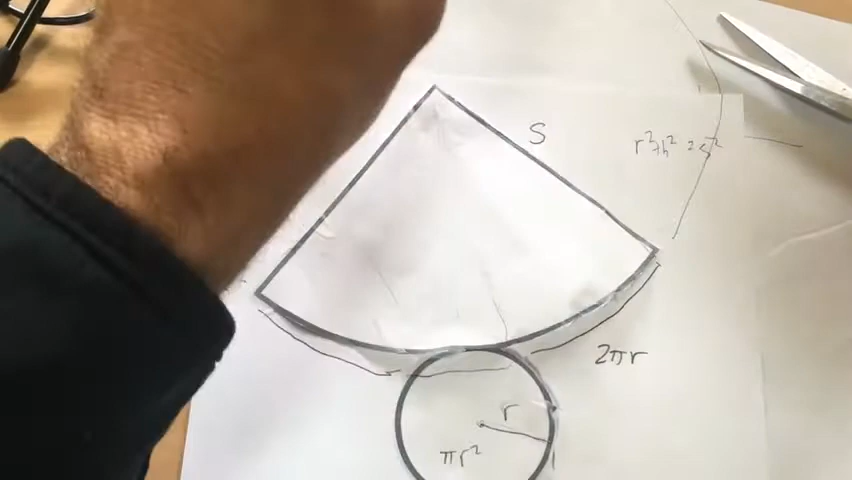 S
r²+h² = s²
2πr
r
πr²